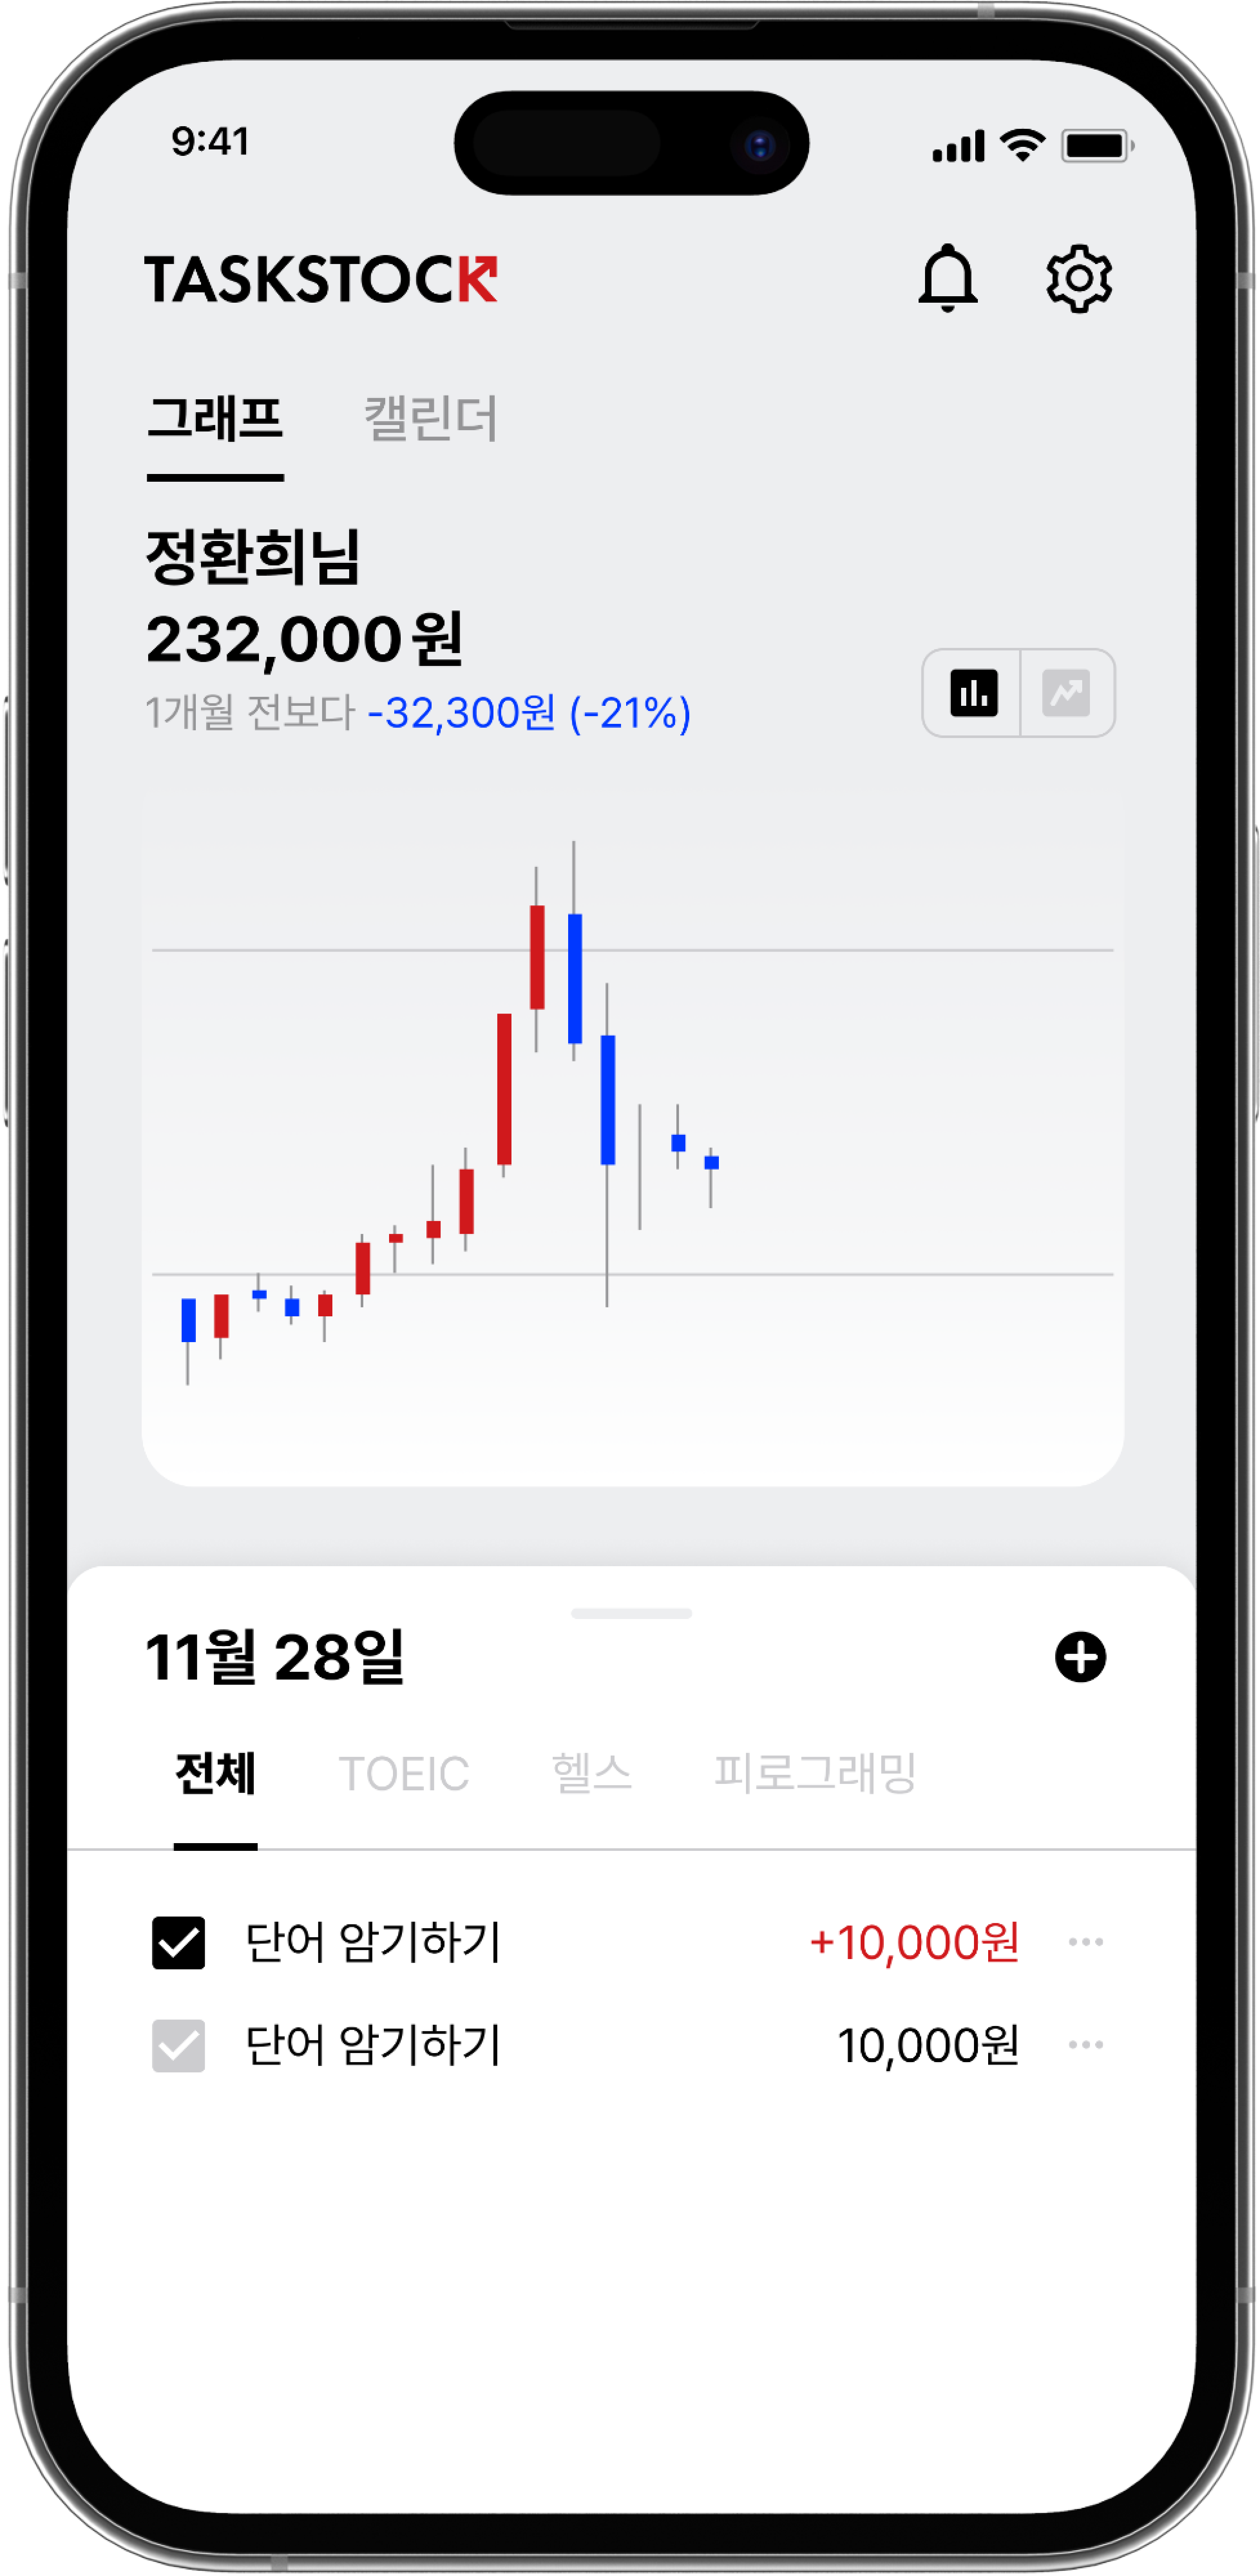 9:41
TASKSTOCK
그래프 캘린더
정환희님
232,000원
1개월 전보다 -32,300원 (-21%)
11월 28일
전체 TOEIC 헬스 피로그래밍
단어 암기하기 +10,000원
단어 암기하기 10,000원